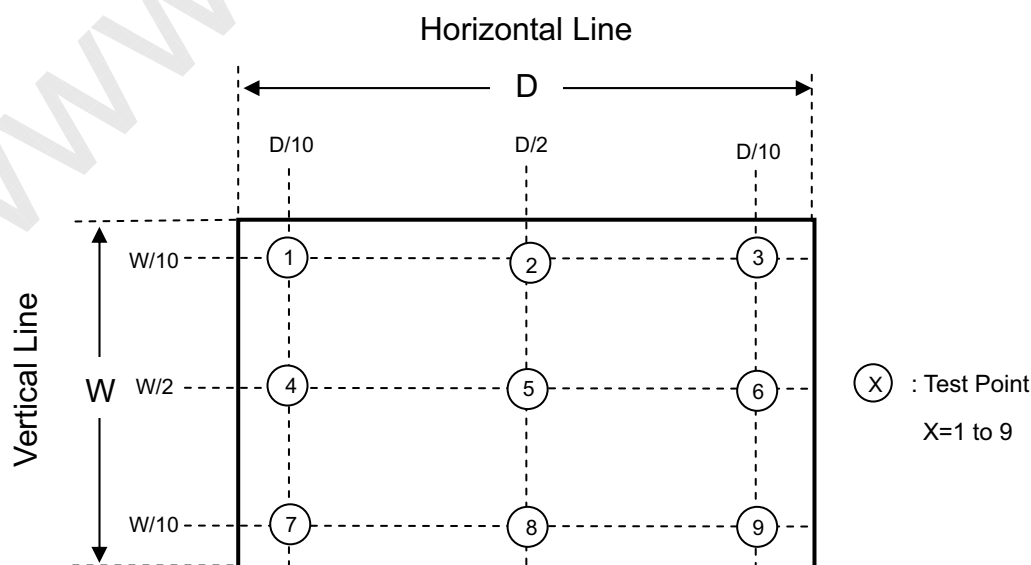 www
Horizontal Line
D
D/10 D/2 D/10
W/10 1 2 3
Vertical Line
W W/2 4 5 6 X : Test Point
X=1 to 9
W/10 7 8 9